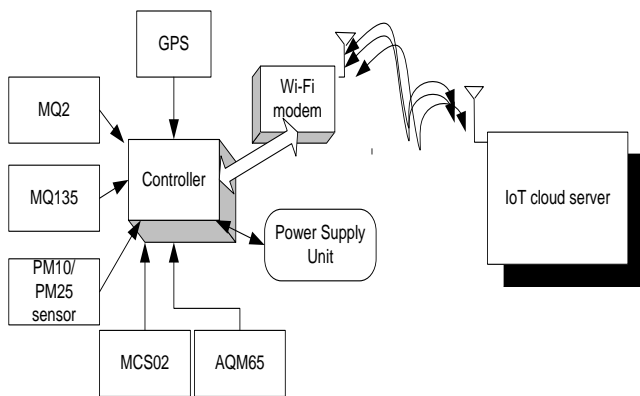 GPS
Wi-Fi
modem
MQ2
Controller
MQ135
IoT cloud server
Power Supply
Unit
PM10/
PM25
sensor
MCS02
AQM65